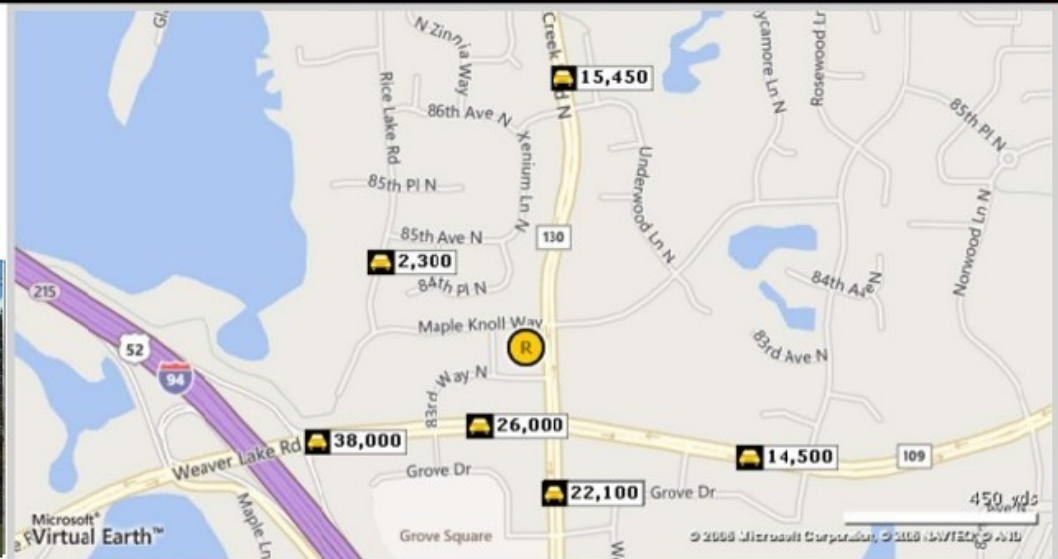 N Zinnia Way
Creek Rd N
15,450
Sycamore Ln N
Rosewood Ln
Rice Lake Rd
86th Ave N
Xenium Ln N
85th Pl N
85th Pl N
Underwood Ln N
85th Ave N
130
2,300
84th Pl N
84th Ave N
Norwood Ln N
215
Maple Knoll Way
R
52
94
83rd Ave N
83rd Way N
26,000
38,000
Weaver Lake Rd
14,500
109
Grove Dr
22,100
Grove Dr
450 yds
Maple Ln
Microsoft®
Virtual Earth™
Grove Square